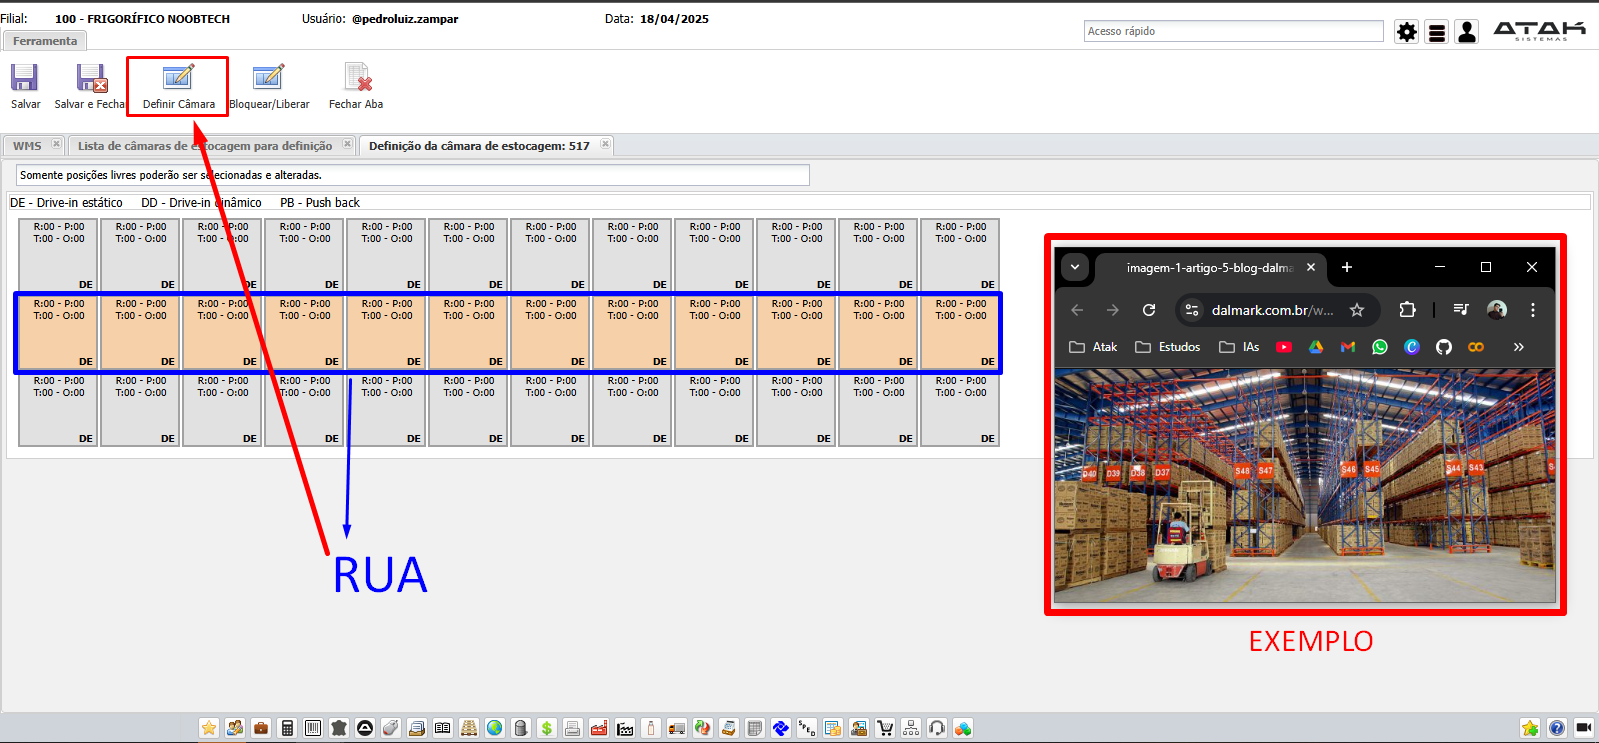 Filial: 100 - FRIGORÍFICO NOOBTECH Usuário: @pedroluiz.zampar Data: 18/04/2025
Acesso rápido
ATAK
SISTEMAS
Ferramenta
Salvar Salvar e Fecha Definir Câmara Bloquear/Liberar Fechar Aba
WMS Lista de câmaras de estocagem para definição Definição da câmara de estocagem: 517
Somente posições livres poderão ser selecionadas e alteradas.
DE - Drive-in estático DD - Drive-in dinâmico PB - Push back
R:00 - P:00 R:00 - P:00 R:00 - P:00 R:00 - P:00 R:00 - P:00 R:00 - P:00 R:00 - P:00 R:00 - P:00 R:00 - P:00 R:00 - P:00 R:00 - P:00 R:00 - P:00
T:00 - O:00 T:00 - O:00 T:00 - O:00 T:00 - O:00 T:00 - O:00 T:00 - O:00 T:00 - O:00 T:00 - O:00 T:00 - O:00 T:00 - O:00 T:00 - O:00 T:00 - O:00
DE DE DE DE DE DE DE DE DE DE DE DE
R:00 - P:00 R:00 - P:00 R:00 - P:00 R:00 - P:00 R:00 - P:00 R:00 - P:00 R:00 - P:00 R:00 - P:00 R:00 - P:00 R:00 - P:00 R:00 - P:00 R:00 - P:00
T:00 - O:00 T:00 - O:00 T:00 - O:00 T:00 - O:00 T:00 - O:00 T:00 - O:00 T:00 - O:00 T:00 - O:00 T:00 - O:00 T:00 - O:00 T:00 - O:00 T:00 - O:00
DE DE DE DE DE DE DE DE DE DE DE DE
R:00 - P:00 R:00 - P:00 R:00 - P:00 R:00 - P:00 R:00 - P:00 R:00 - P:00 R:00 - P:00 R:00 - P:00 R:00 - P:00 R:00 - P:00 R:00 - P:00 R:00 - P:00
T:00 - O:00 T:00 - O:00 T:00 - O:00 T:00 - O:00 T:00 - O:00 T:00 - O:00 T:00 - O:00 T:00 - O:00 T:00 - O:00 T:00 - O:00 T:00 - O:00 T:00 - O:00
DE DE DE DE DE DE DE DE DE DE DE DE
RUA
imagem-1-artigo-5-blog-dalma
dalmark.com.br/w...
Atak Estudos IAs
D40 D39 D38 D37 S48 S47 S46 S45 S44 S43
EXEMPLO
SPED